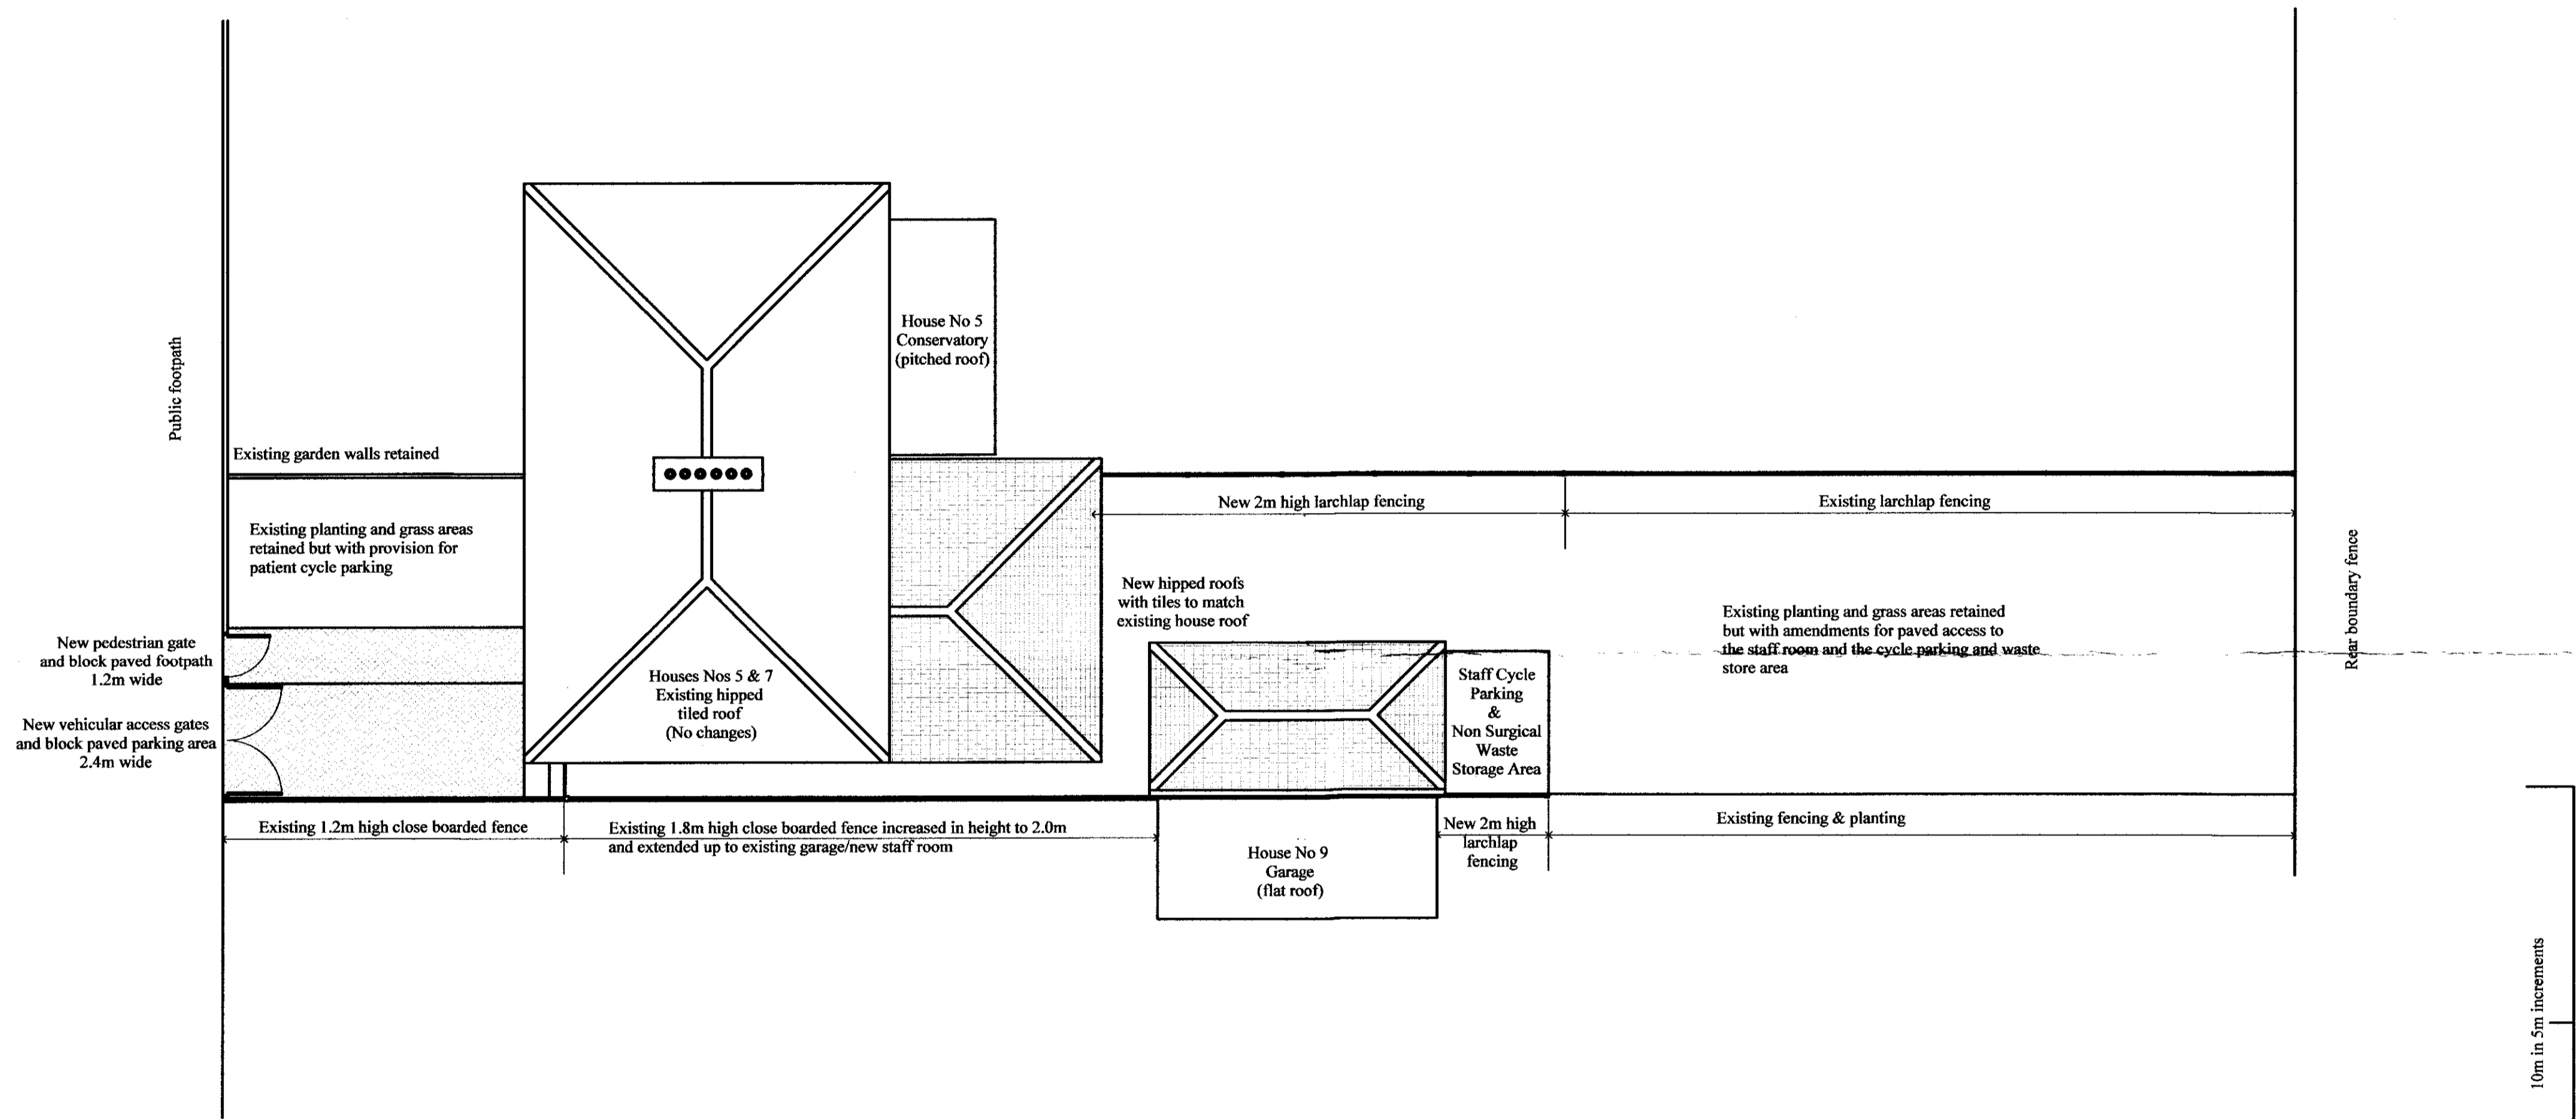 Public footpath
Existing garden walls retained
Existing planting and grass areas
retained but with provision for
patient cycle parking
New pedestrian gate
and block paved footpath
1.2m wide
New vehicular access gates
and block paved parking area
2.4m wide
House No 5
Conservatory
(pitched roof)
Houses Nos 5 & 7
Existing hipped
tiled roof
(No changes)
New hipped roofs
with tiles to match
existing house roof
New 2m high larchlap fencing
Existing larchlap fencing
Existing planting and grass areas retained
but with amendments for paved access to
the staff room and the cycle parking and waste
store area
Rear boundary fence
Staff Cycle
Parking
&
Non Surgical
Waste
Storage Area
Existing 1.2m high close boarded fence
Existing 1.8m high close boarded fence increased in height to 2.0m
and extended up to existing garage/new staff room
House No 9
Garage
(flat roof)
New 2m high
larchlap
fencing
Existing fencing & planting
10m in 5m increments